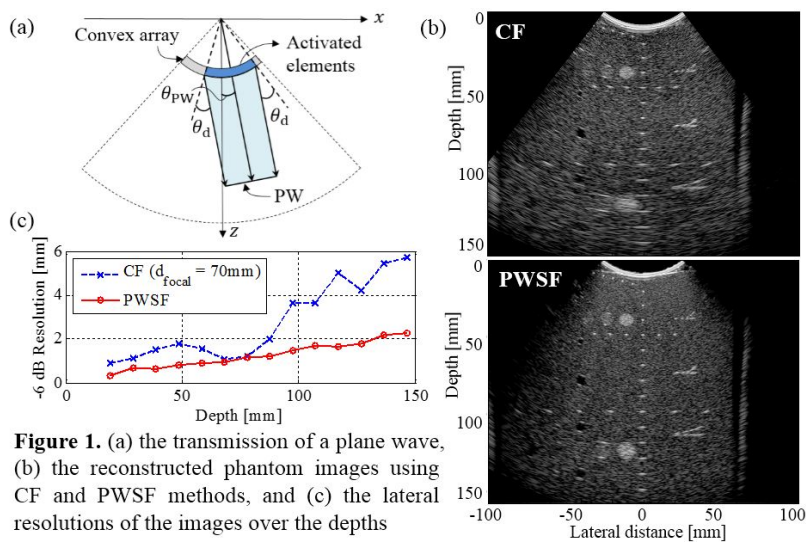 (a)
x
Convex array
Activated
elements
θPW
θd
θd
PW
z
(b)
CF
0
50
100
150
Depth [mm]
PWSF
0
50
100
150
Depth [mm]
-100
-50
0
50
100
Lateral distance [mm]
(c)
-6 dB Resolution [mm]
6
4
2
0
CF (dfocal = 70mm)
PWSF
0
50
100
150
Depth [mm]
Figure 1. (a) the transmission of a plane wave,
(b) the reconstructed phantom images using
CF and PWSF methods, and (c) the lateral
resolutions of the images over the depths